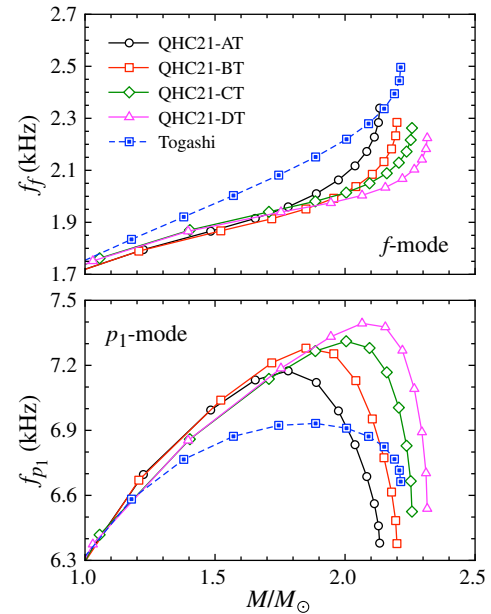 2.7
2.5
2.3
2.1
1.9
1.7
f_f (kHz)
QHC21-AT
QHC21-BT
QHC21-CT
QHC21-DT
Togashi
f-mode
7.5
7.2
6.9
6.6
6.3
f_{p_1} (kHz)
p_1-mode
1.0 1.5 2.0 2.5
M/M_⊙